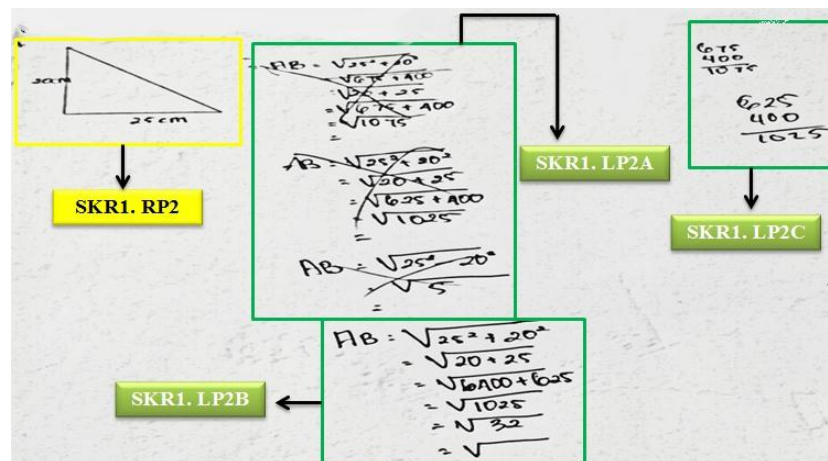 20cm
25cm
SKR1. RP2
= AB = √25² + 20²
= √675 + 400
= √20 + 25
= √675 + 400
= √1075
=
AB = √25² + 20²
= √20 + 25
= √625 + 400
= √1025
=
AB = √25² - 20²
= √5
=
SKR1. LP2A
675
400
1075
625
400
1025
SKR1. LP2C
AB = √25² + 20²
= √20 + 25
= √6400 + 625
= √1025
= √32
= √
SKR1. LP2B